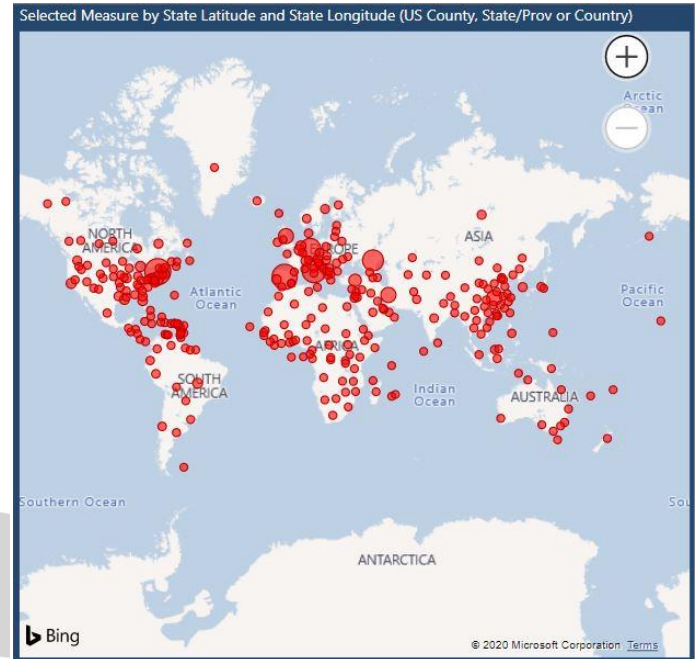 Selected Measure by State Latitude and State Longitude (US County, State/Prov or Country)
Arctic
Ocean
NORTH
AMERICA
EUROPE
ASIA
Atlantic
Ocean
Pacific
Ocean
AFRICA
SOUTH
AMERICA
Indian
Ocean
AUSTRALIA
Southern Ocean
Sou
ANTARCTICA
Bing
© 2020 Microsoft Corporation Terms